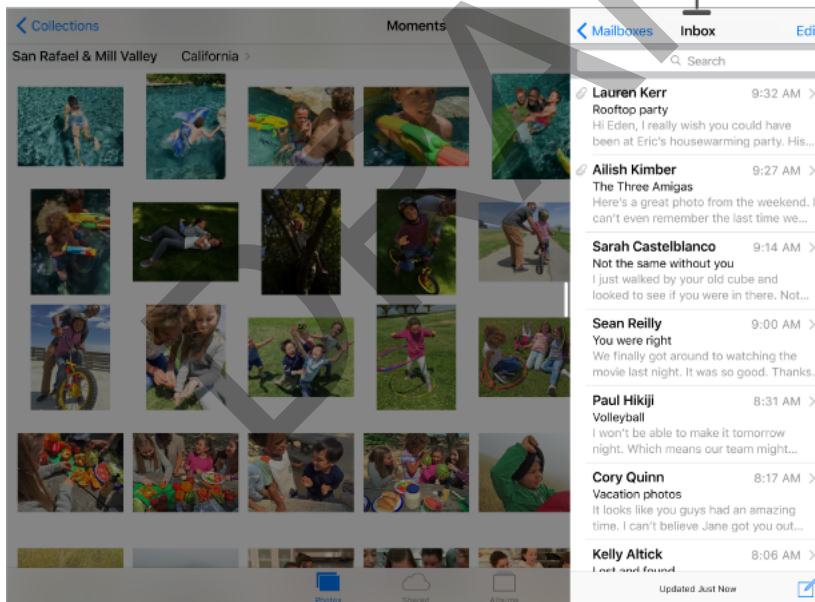 Collections
Moments
San Rafael & Mill Valley California
Photos
Shared
Albums
Mailboxes Inbox Edi
Search
Lauren Kerr 9:32 AM
Rooftop party
Hi Eden, I really wish you could have
been at Eric's housewarming party. His...
Ailish Kimber 9:27 AM
The Three Amigas
Here's a great photo from the weekend. I
can't even remember the last time we...
Sarah Castelblanco 9:14 AM
Not the same without you
I just walked by your old cube and
looked to see if you were in there. Not...
Sean Reilly 9:00 AM
You were right
We finally got around to watching the
movie last night. It was so good. Thanks.
Paul Hikiji 8:31 AM
Volleyball
I won't be able to make it tomorrow
night. Which means our team might...
Cory Quinn 8:17 AM
Vacation photos
It looks like you guys had an amazing
time. I can't believe Jane got you out...
Kelly Altick 8:06 AM
Lost and found
Updated Just Now
DRA